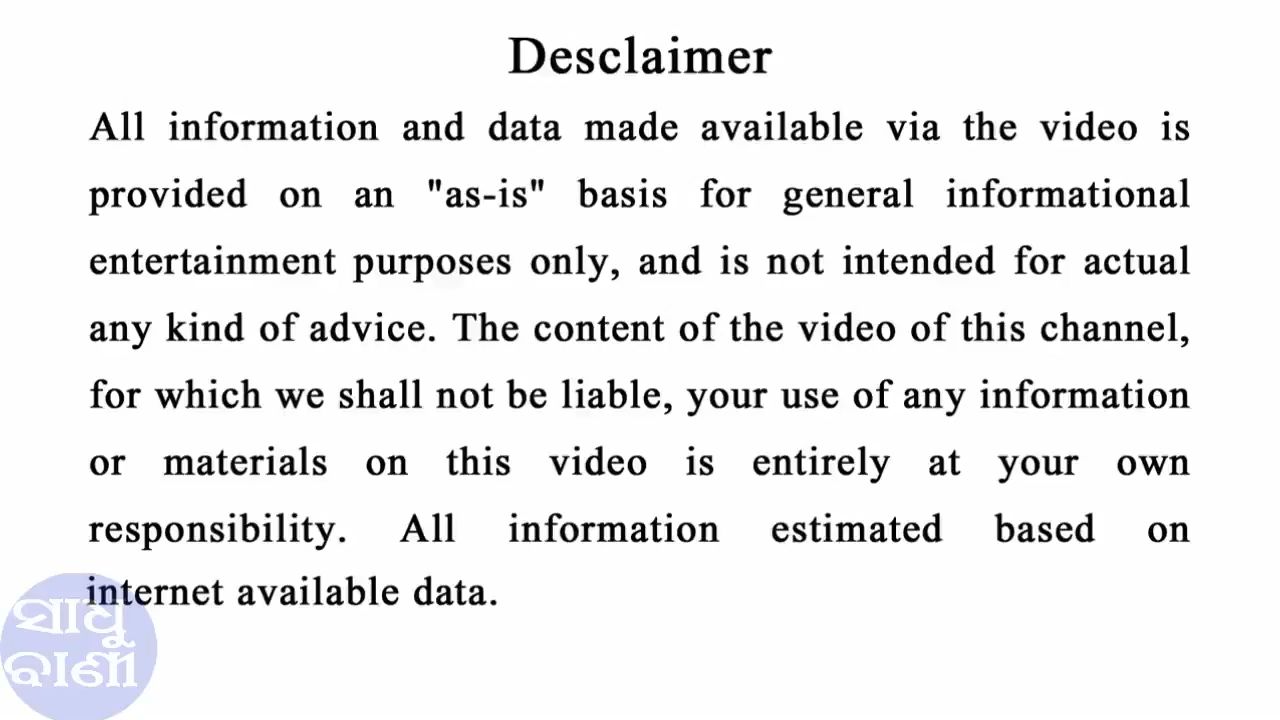 Desclaimer
All information and data made available via the video is
provided on an "as-is" basis for general informational
entertainment purposes only, and is not intended for actual
any kind of advice. The content of the video of this channel,
for which we shall not be liable, your use of any information
or materials on this video is entirely at your own
responsibility. All information estimated based on
internet available data.
ସାଧୁ
ବାଣୀ